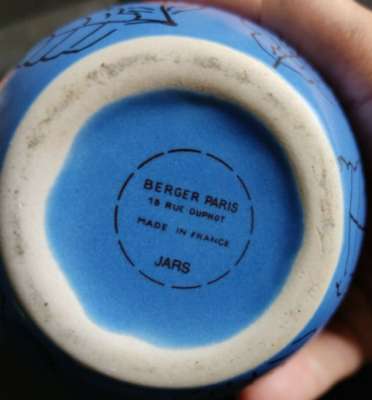 BERGER PARIS
18 RUE DUPHOT
MADE IN FRANCE
JARS